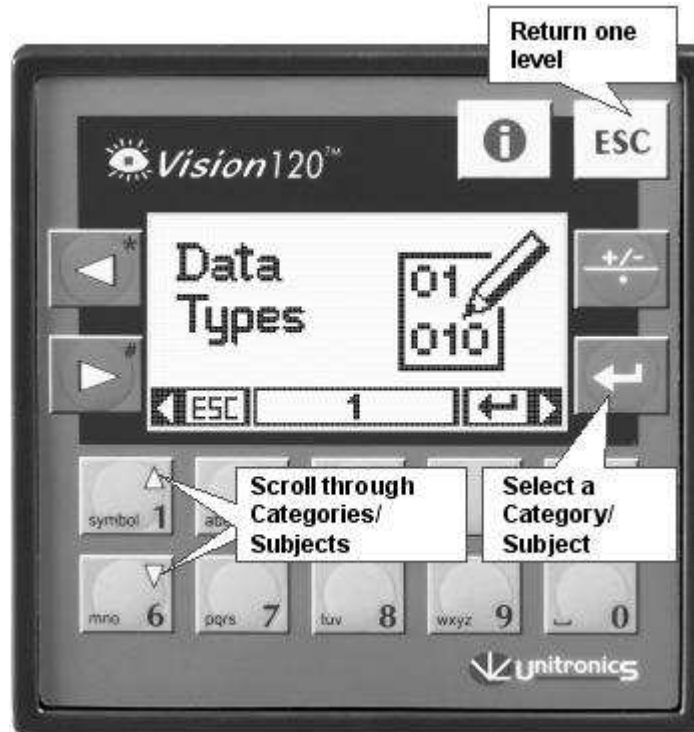 Return one
level
i
ESC
Vision120™
*
+/-
.
Data
Types
01
010
#
ESC 1
Scroll through
Categories/
Subjects
Select a
Category/
Subject
symbol 1
mno 6
pqrs 7
tuv 8
wxyz 9
0
Unitronics